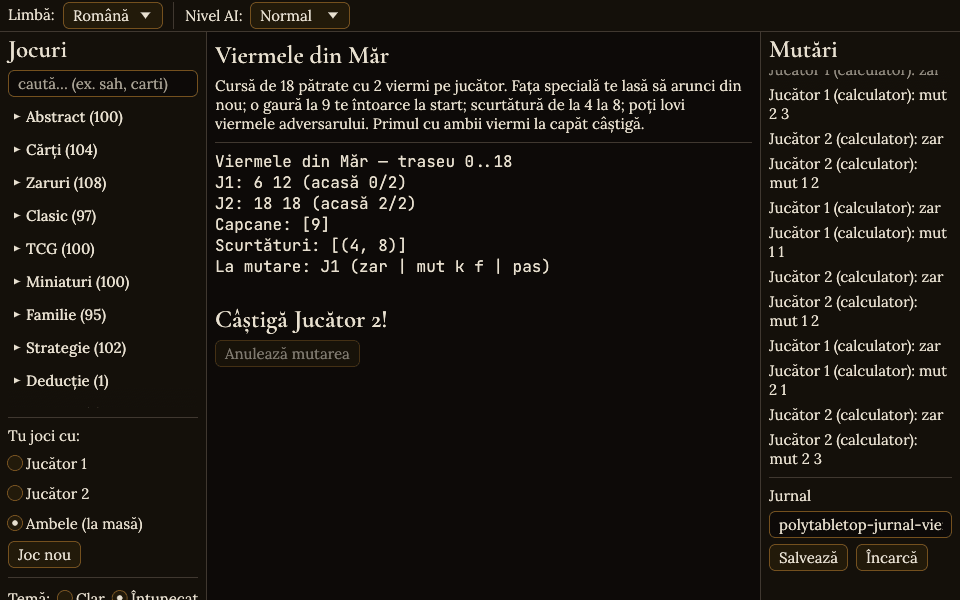 Limbă: Română Nivel AI: Normal
Jocuri
caută... (ex. sah, carti)
Abstract (100)
Cărți (104)
Zaruri (108)
Clasic (97)
TCG (100)
Miniaturi (100)
Familie (95)
Strategie (102)
Deducție (1)
Tu joci cu:
Jucător 1
Jucător 2
Ambele (la masă)
Joc nou
Temă: Clar Întunecat
Viermele din Măr
Cursă de 18 pătrate cu 2 viermi pe jucător. Fața specială te lasă să arunci din
nou; o gaură la 9 te întoarce la start; scurtătură de la 4 la 8; poți lovi
viermele adversarului. Primul cu ambii viermi la capăt câștigă.
Viermele din Măr — traseu 0..18
J1: 6 12 (acasă 0/2)
J2: 18 18 (acasă 2/2)
Capcane: [9]
Scurtături: [(4, 8)]
La mutare: J1 (zar | mut k f | pas)
Câștigă Jucător 2!
Anulează mutarea
Mutări
Jucător 1 (calculator): zar
Jucător 1 (calculator): mut
2 3
Jucător 2 (calculator): zar
Jucător 2 (calculator):
mut 1 2
Jucător 1 (calculator): zar
Jucător 1 (calculator): mut
1 1
Jucător 2 (calculator): zar
Jucător 2 (calculator):
mut 1 2
Jucător 1 (calculator): zar
Jucător 1 (calculator): mut
2 1
Jucător 2 (calculator): zar
Jucător 2 (calculator):
mut 2 3
Jurnal
polytabletop-jurnal-vie
Salvează Încarcă